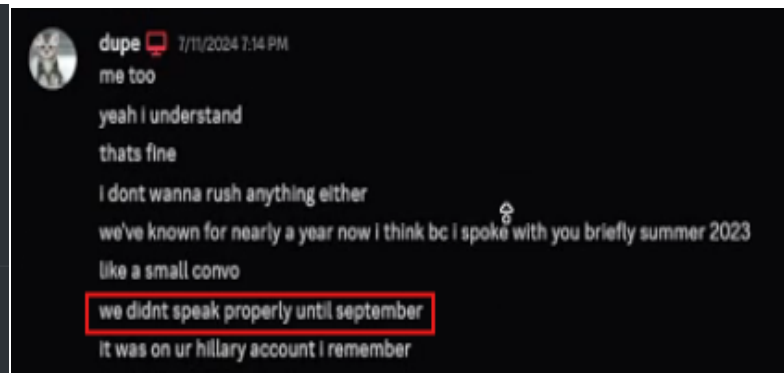 dupe 7/11/2024 7:14 PM
me too
yeah i understand
thats fine
i dont wanna rush anything either
we've known for nearly a year now i think bc i spoke with you briefly summer 2023
like a small convo
we didnt speak properly until september
it was on ur hillary account i remember